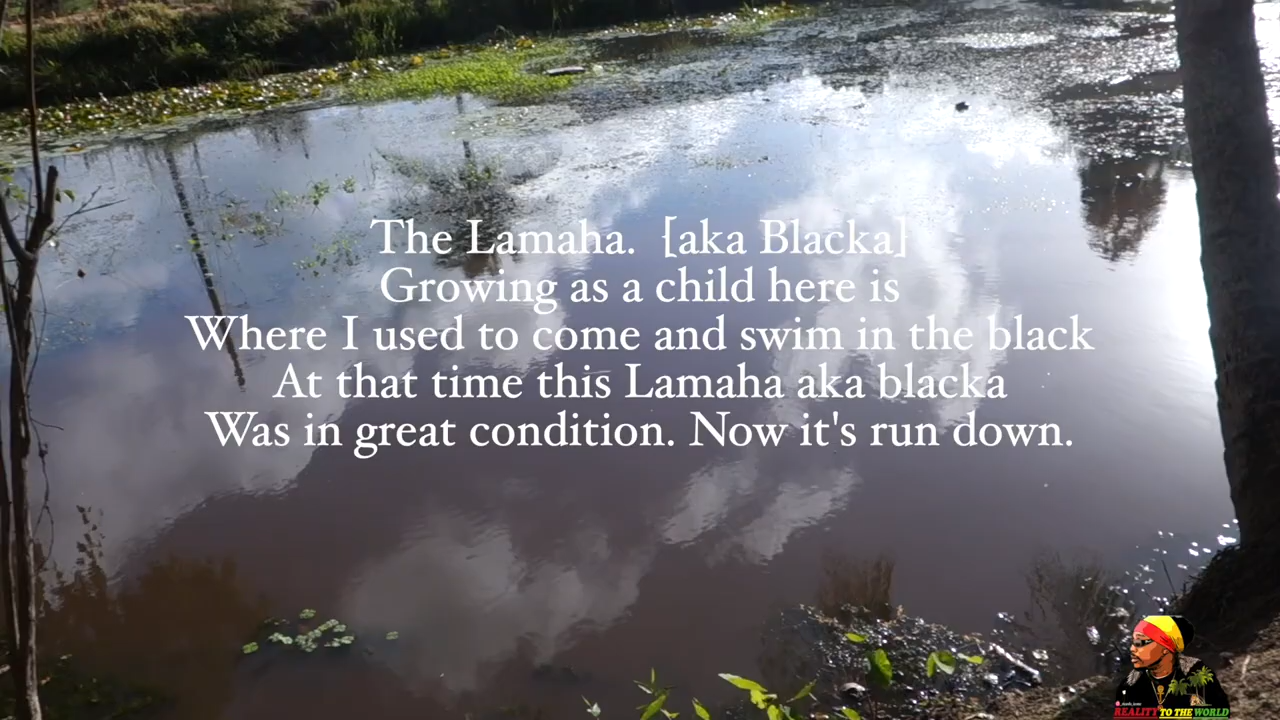 The Lamaha. [aka Blacka]
Growing as a child here is
Where I used to come and swim in the black
At that time this Lamaha aka blacka
Was in great condition. Now it's run down.
REALITY TO THE WORLD